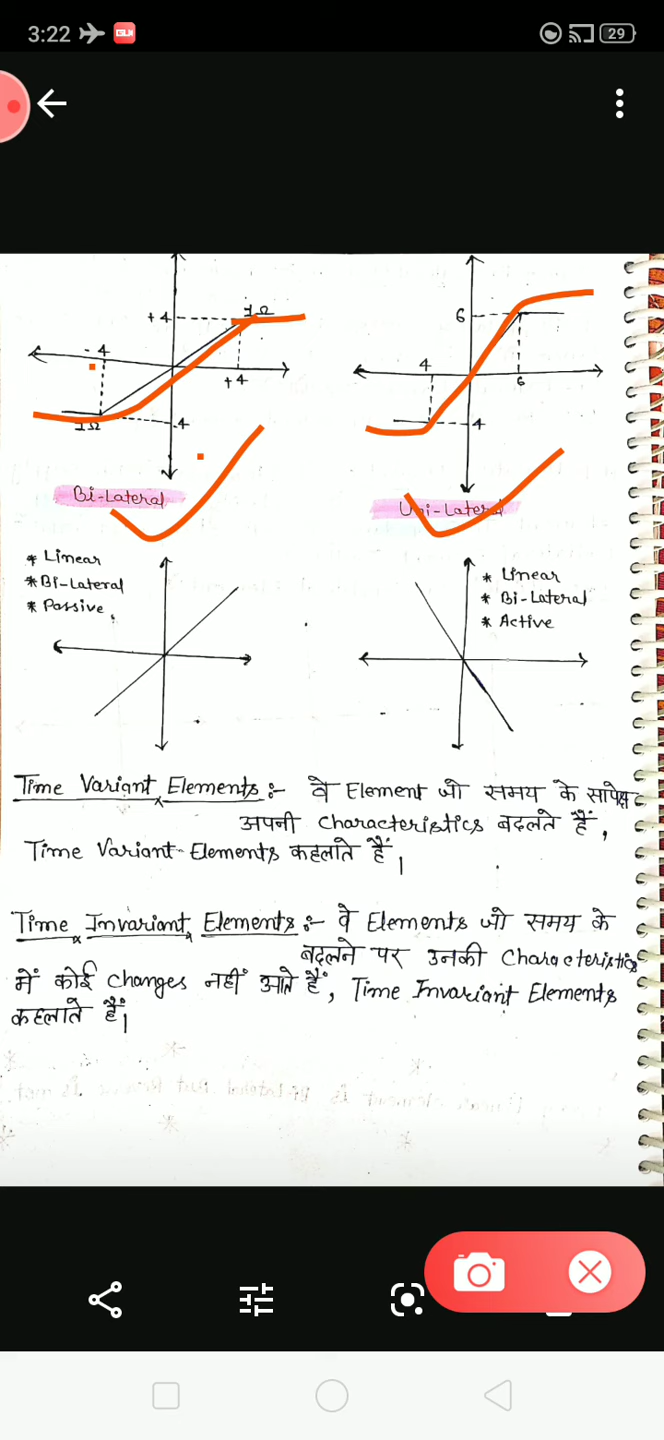 3:22
29
+4
1Ω
-4
+4
1Ω
-4
Bi-Lateral
6
4
6
-4
Uni-Lateral
* Linear
* Bi-Lateral
* Passive
* Linear
* Bi-Lateral
* Active
Time Variant Elements :- वे Element जो समय के सापेक्ष
अपनी characteristics बदलते हैं,
Time Variant Elements कहलाते हैं।
Time Invariant Elements :- वे Elements जो समय के
बदलने पर उनकी Characteristics
में कोई changes नहीं आते हैं, Time Invariant Elements
कहलाते हैं।